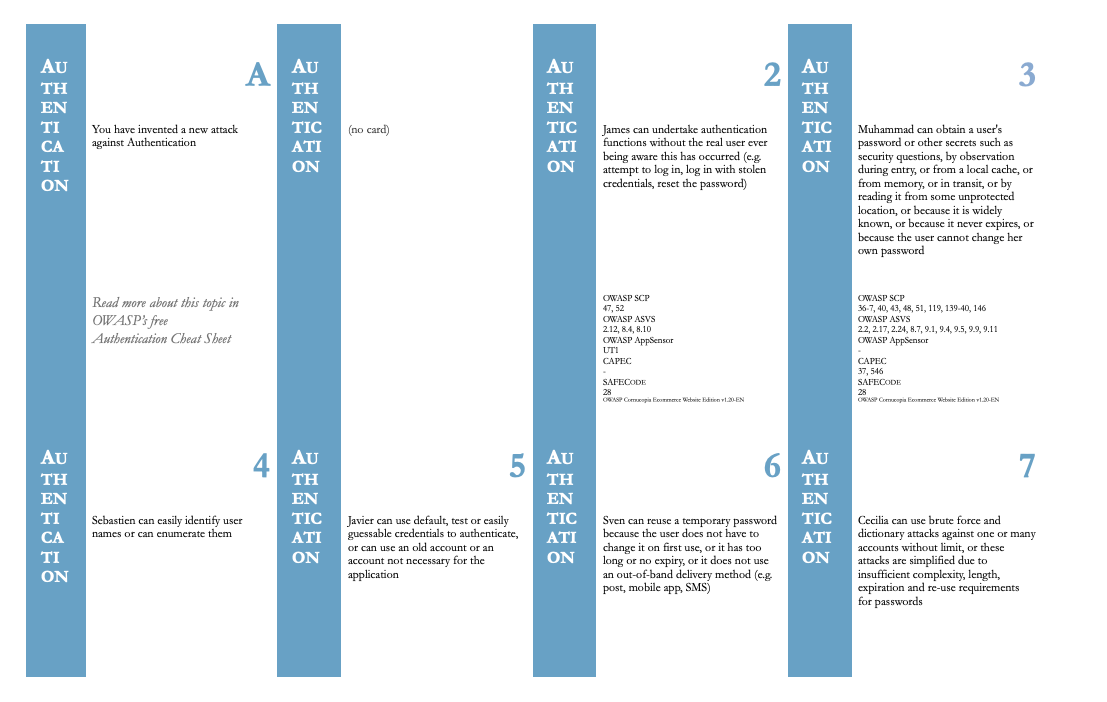 AU
TH
EN
TI
CA
TI
ON
A
You have invented a new attack
against Authentication
Read more about this topic in
OWASP's free
Authentication Cheat Sheet
AU
TH
EN
TIC
ATI
ON
(no card)
AU
TH
EN
TIC
ATI
ON
2
James can undertake authentication
functions without the real user ever
being aware this has occurred (e.g.
attempt to log in, log in with stolen
credentials, reset the password)
OWASP SCP
47, 52
OWASP ASVS
2.12, 8.4, 8.10
OWASP AppSensor
UT1
CAPEC
-
SAFECODE
28
OWASP Cornucopia Ecommerce Website Edition v1.20-EN
AU
TH
EN
TIC
ATI
ON
3
Muhammad can obtain a user's
password or other secrets such as
security questions, by observation
during entry, or from a local cache, or
from memory, or in transit, or by
reading it from some unprotected
location, or because it is widely
known, or because it never expires, or
because the user cannot change her
own password
OWASP SCP
36-7, 40, 43, 48, 51, 119, 139-40, 146
OWASP ASVS
2.2, 2.17, 2.24, 8.7, 9.1, 9.4, 9.5, 9.9, 9.11
OWASP AppSensor
-
CAPEC
37, 546
SAFECODE
28
OWASP Cornucopia Ecommerce Website Edition v1.20-EN
AU
TH
EN
TI
CA
TI
ON
4
Sebastien can easily identify user
names or can enumerate them
AU
TH
EN
TIC
ATI
ON
5
Javier can use default, test or easily
guessable credentials to authenticate,
or can use an old account or an
account not necessary for the
application
AU
TH
EN
TIC
ATI
ON
6
Sven can reuse a temporary password
because the user does not have to
change it on first use, or it has too
long or no expiry, or it does not use
an out-of-band delivery method (e.g.
post, mobile app, SMS)
AU
TH
EN
TIC
ATI
ON
7
Cecilia can use brute force and
dictionary attacks against one or many
accounts without limit, or these
attacks are simplified due to
insufficient complexity, length,
expiration and re-use requirements
for passwords